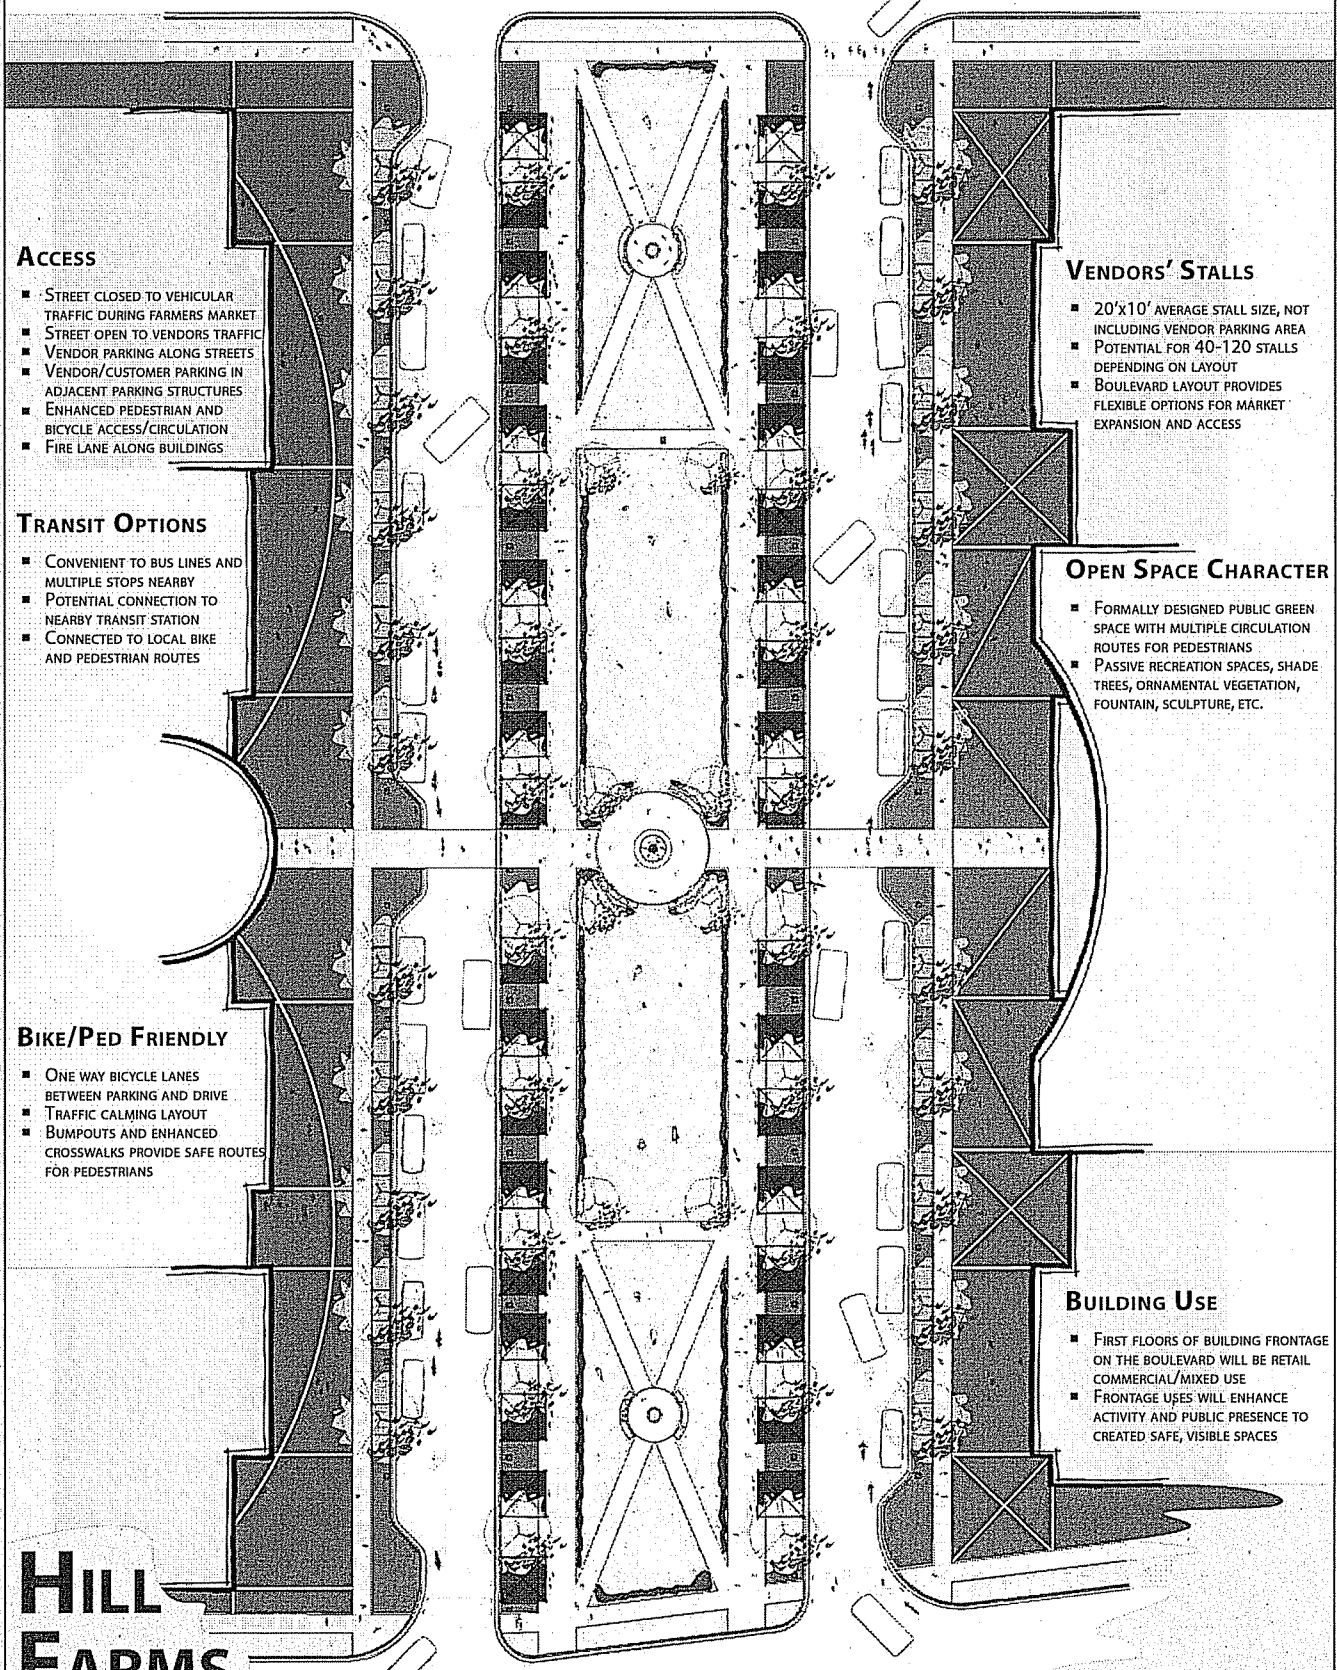 Access
▪ Street closed to vehicular
traffic during farmers market
▪ Street open to vendors traffic
▪ Vendor parking along streets
▪ Vendor/customer parking in
adjacent parking structures
▪ Enhanced pedestrian and
bicycle access/circulation
▪ Fire lane along buildings
Transit Options
▪ Convenient to bus lines and
multiple stops nearby
▪ Potential connection to
nearby transit station
▪ Connected to local bike
and pedestrian routes
Bike/Ped Friendly
▪ One way bicycle lanes
between parking and drive
▪ Traffic calming layout
▪ Bumpouts and enhanced
crosswalks provide safe routes
for pedestrians
Hill
Farms
Vendors' Stalls
▪ 20'x10' average stall size, not
including vendor parking area
▪ Potential for 40-120 stalls
depending on layout
▪ Boulevard layout provides
flexible options for market
expansion and access
Open Space Character
▪ Formally designed public green
space with multiple circulation
routes for pedestrians
▪ Passive recreation spaces, shade
trees, ornamental vegetation,
fountain, sculpture, etc.
Building Use
▪ First floors of building frontage
on the boulevard will be retail
commercial/mixed use
▪ Frontage uses will enhance
activity and public presence to
created safe, visible spaces